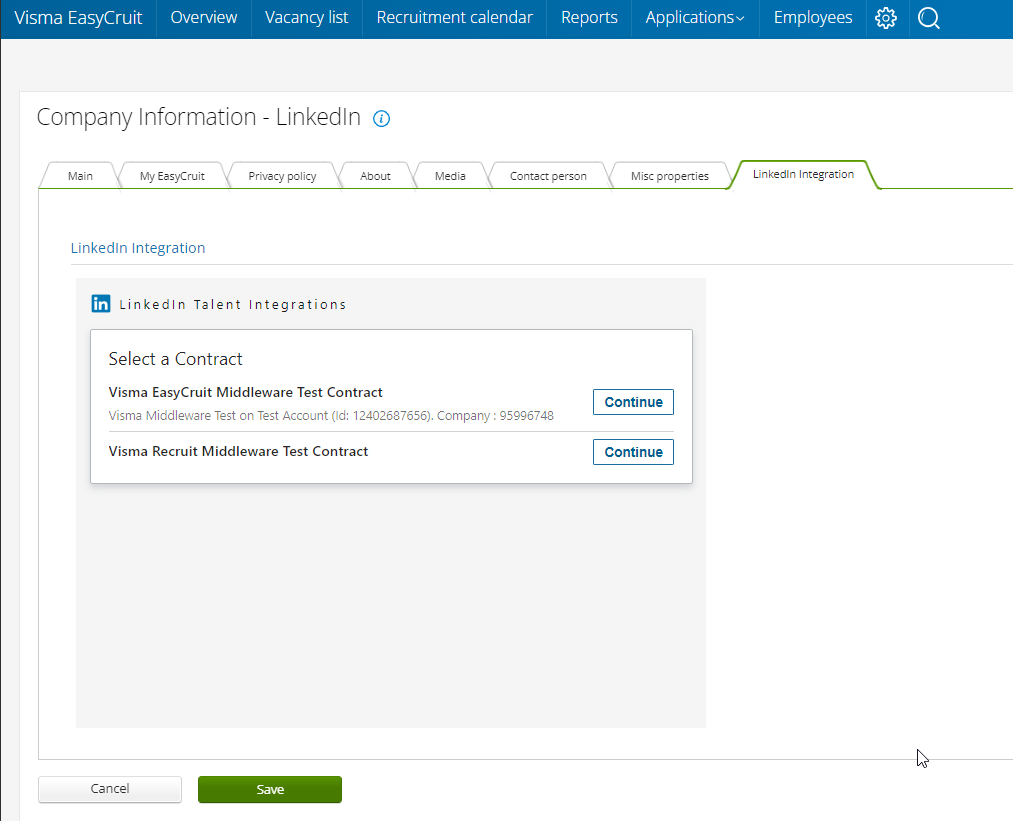 Visma EasyCruit Overview Vacancy list Recruitment calendar Reports Applications Employees
Company Information - LinkedIn i
Main My EasyCruit Privacy policy About Media Contact person Misc properties LinkedIn Integration
LinkedIn Integration
in LinkedIn Talent Integrations
Select a Contract
Visma EasyCruit Middleware Test Contract
Continue
Visma Middleware Test on Test Account (Id: 12402687656). Company : 95996748
Visma Recruit Middleware Test Contract
Continue
Cancel Save